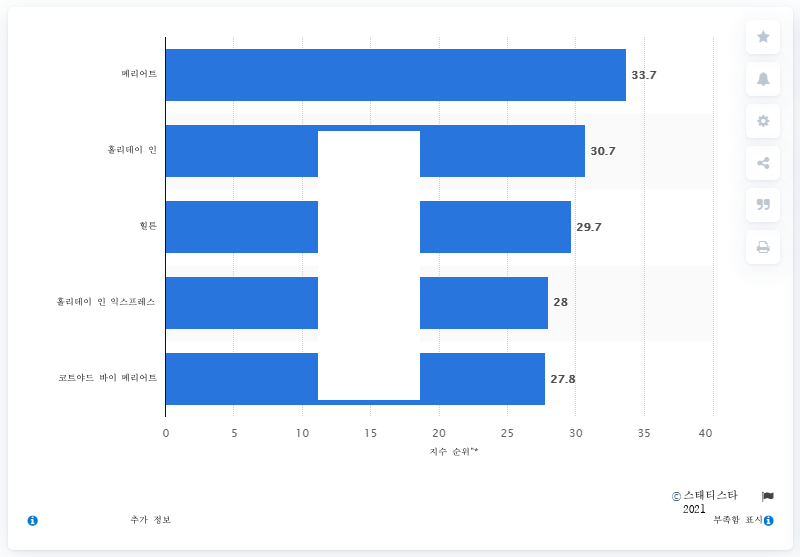 메리어트
33.7
홀리데이 인
30.7
힐튼
29.7
홀리데이 인 익스프레스
28
코트야드 바이 메리어트
27.8
0 5 10 15 20 25 30 35 40
지수 순위"*
© 스태티스타
2021
추가 정보
부족함 표시